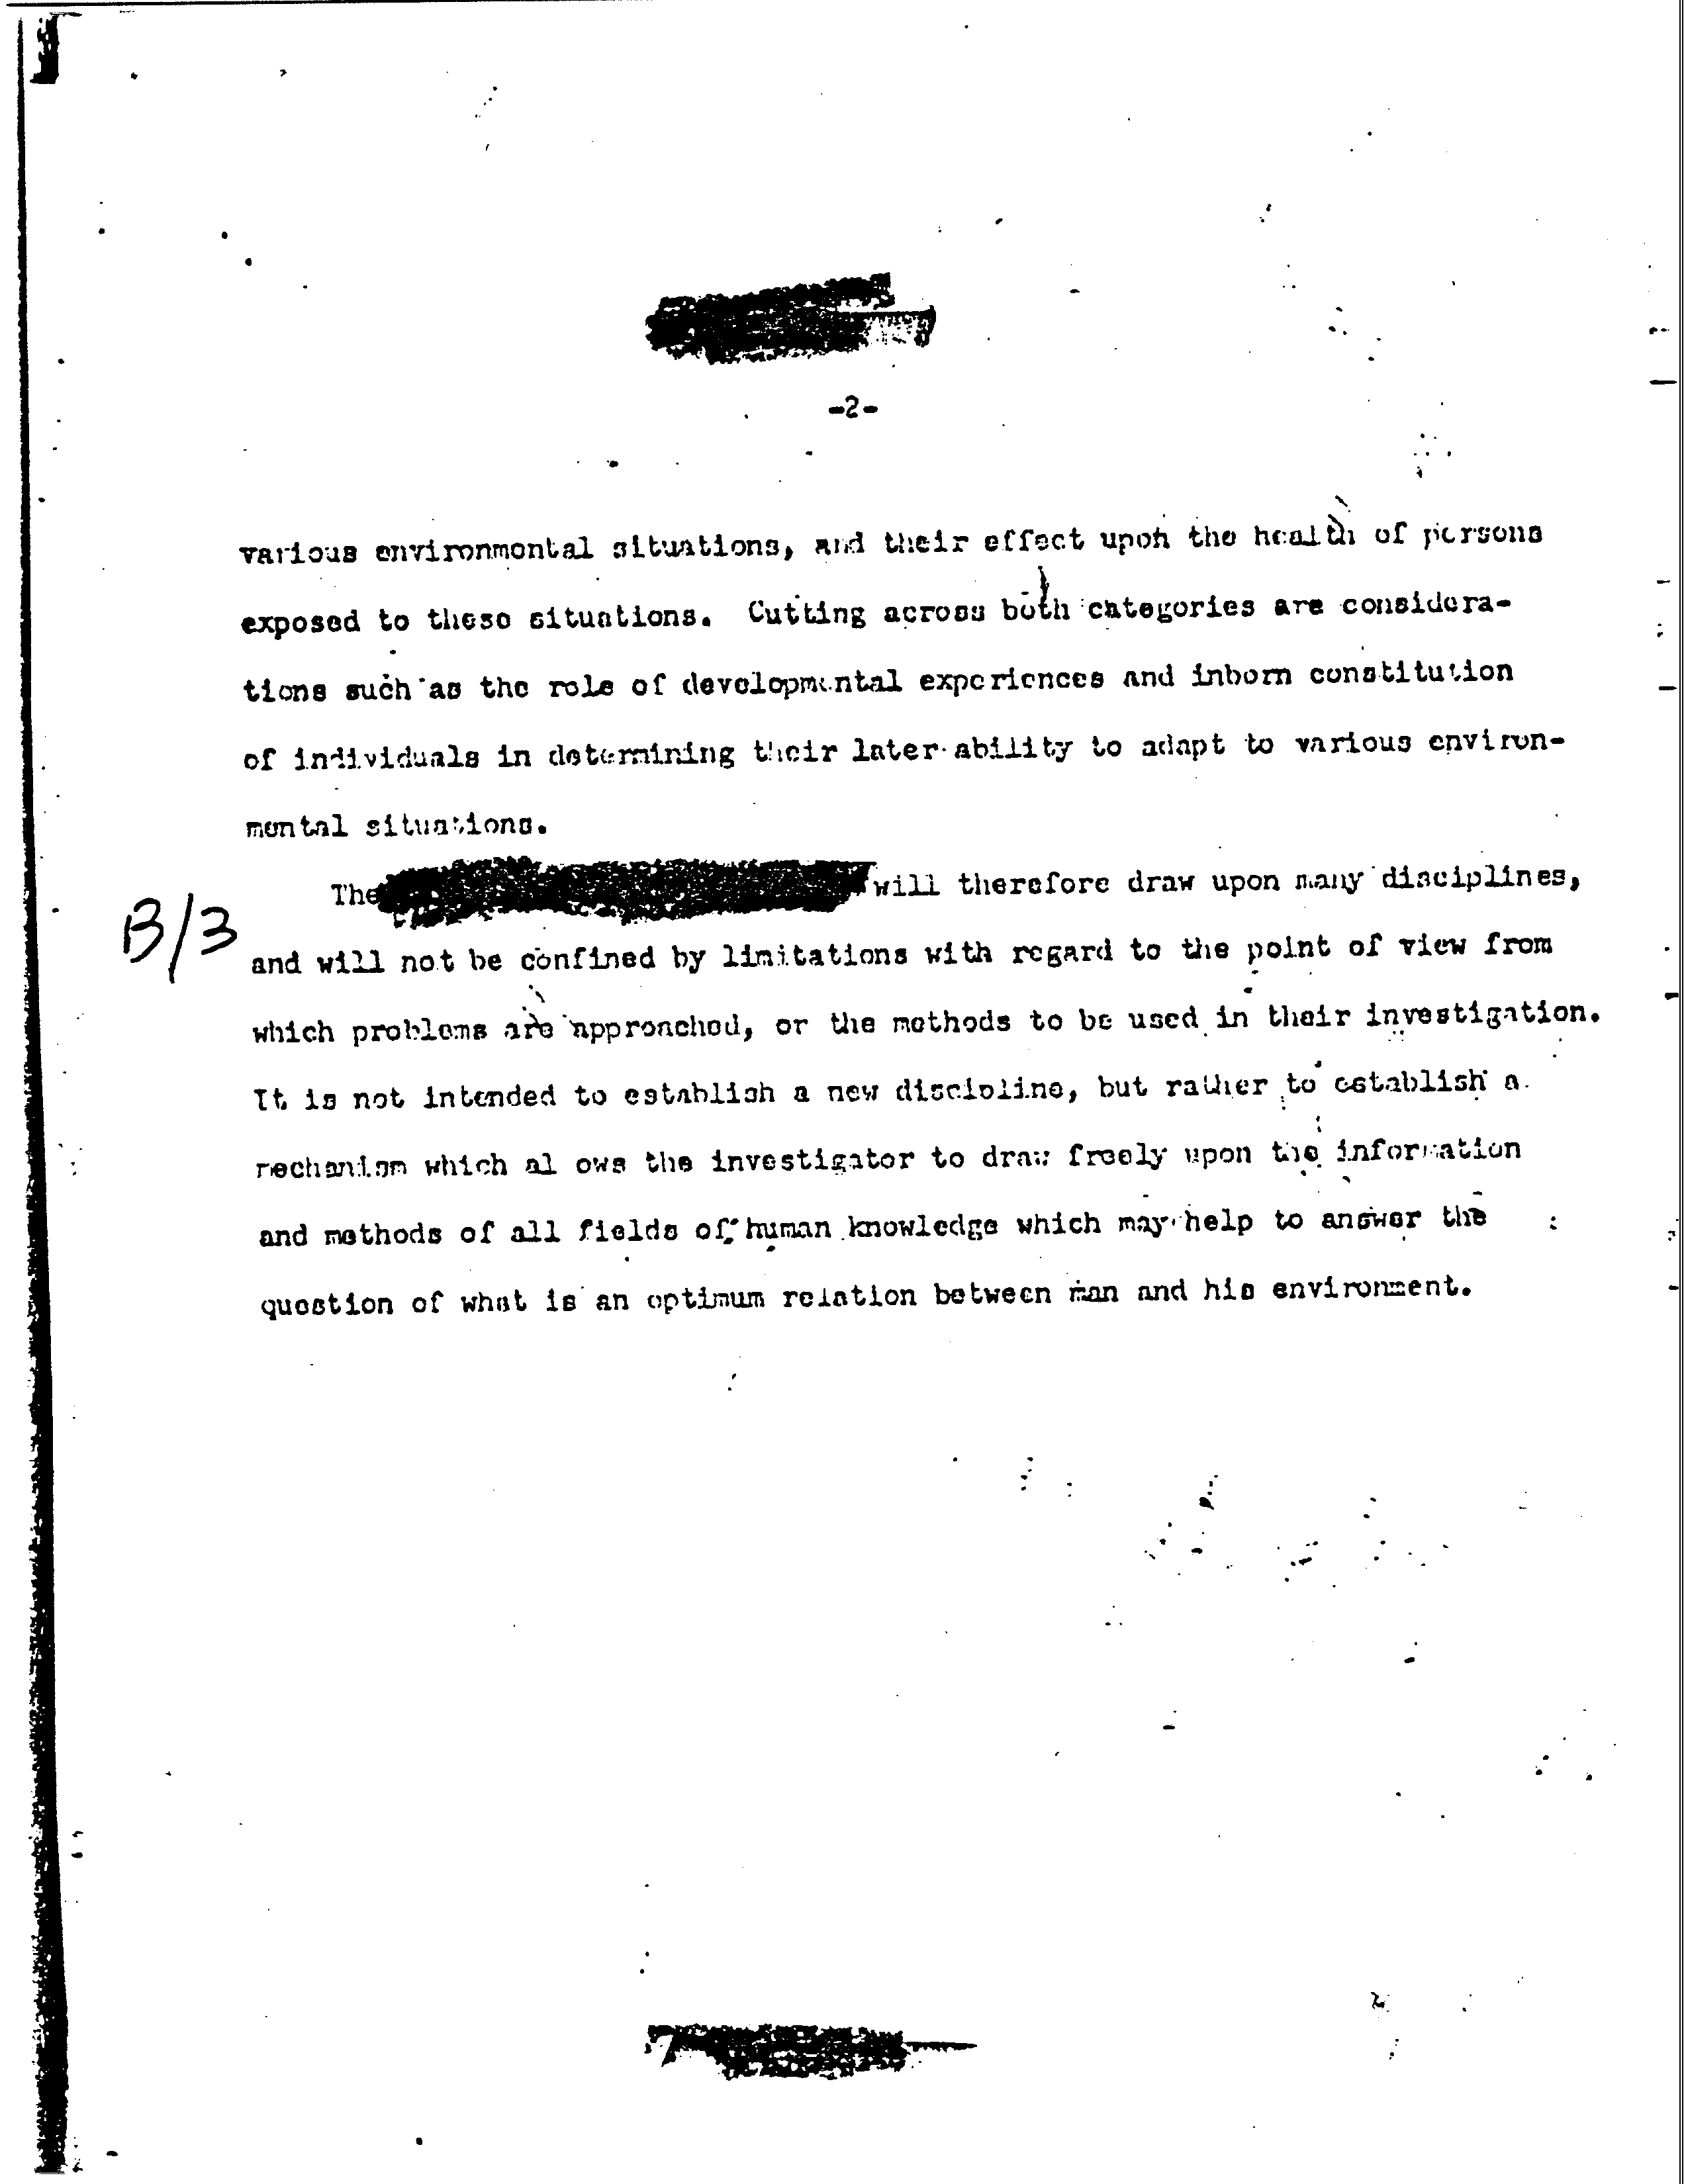 -2-
various environmental situations, and their effect upon the health of persons
exposed to these situations. Cutting across both categories are considera-
tions such as the role of developmental experiences and inborn constitution
of individuals in determining their later ability to adapt to various environ-
mental situations.
The will therefore draw upon many disciplines,
B/3
and will not be confined by limitations with regard to the point of view from
which problems are approached, or the methods to be used in their investigation.
It is not intended to establish a new discipline, but rather to establish a
mechanism which al ows the investigator to draw freely upon the information
and methods of all fields of human knowledge which may help to answer the
question of what is an optimum relation between man and his environment.